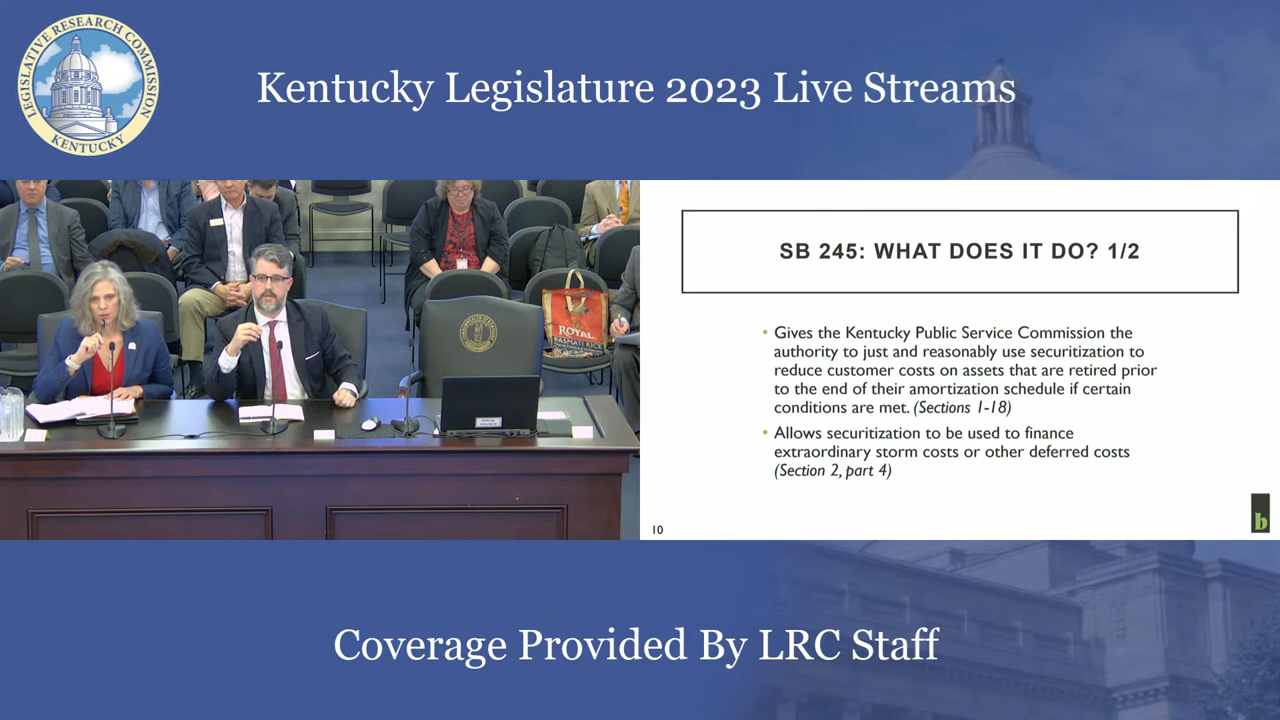 LEGISLATIVE RESEARCH COMMISSION
KENTUCKY
Kentucky Legislature 2023 Live Streams
SB 245: WHAT DOES IT DO? 1/2
• Gives the Kentucky Public Service Commission the
authority to just and reasonably use securitization to
reduce customer costs on assets that are retired prior
to the end of their amortization schedule if certain
conditions are met. (Sections 1-18)
• Allows securitization to be used to finance
extraordinary storm costs or other deferred costs
(Section 2, part 4)
10
b
ROYAL
BASMATI RICE
Coverage Provided By LRC Staff